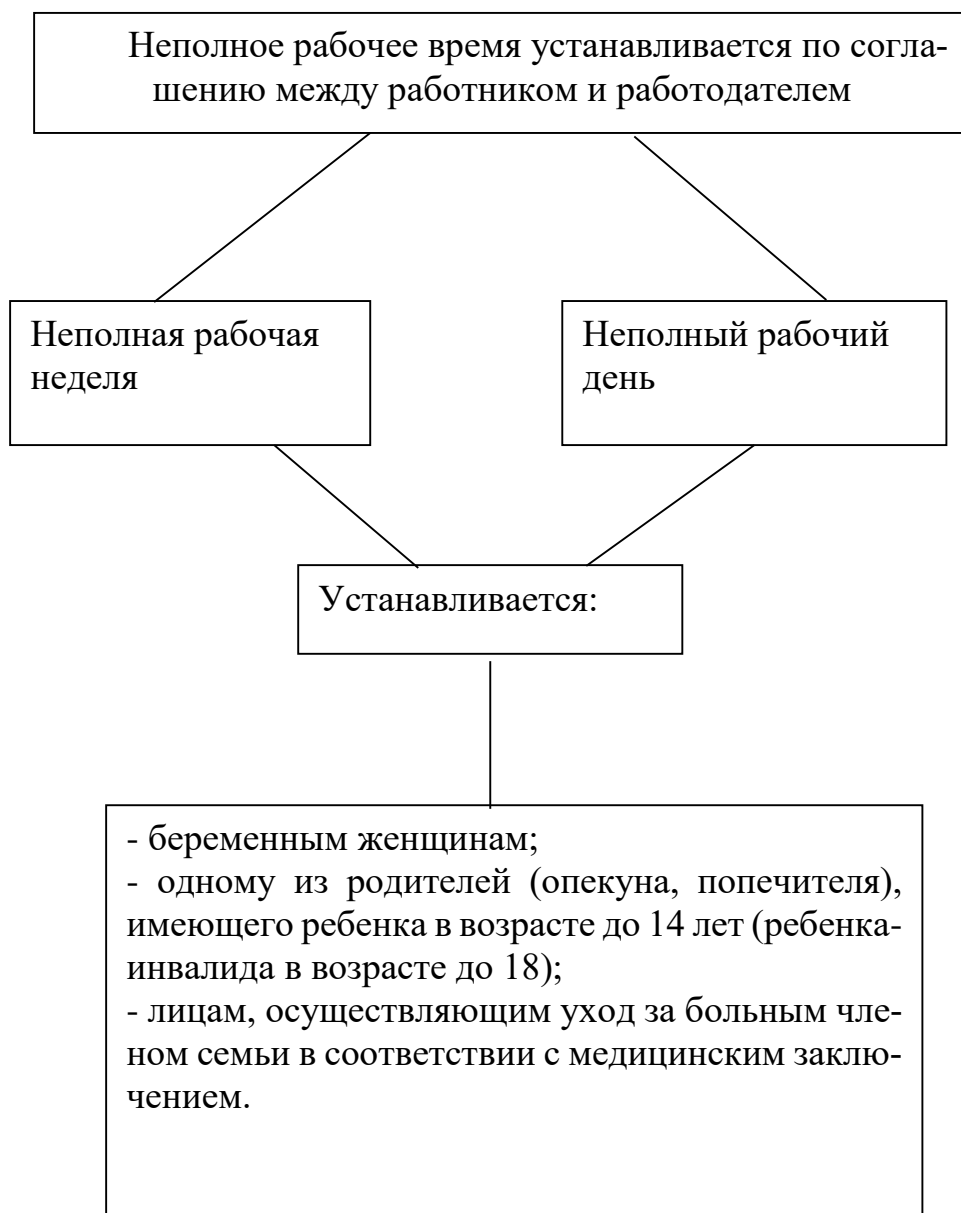 Неполное рабочее время устанавливается по согла-
шению между работником и работодателем
Неполная рабочая
неделя
Неполный рабочий
день
Устанавливается:
- беременным женщинам;
- одному из родителей (опекуна, попечителя),
имеющего ребенка в возрасте до 14 лет (ребенка-
инвалида в возрасте до 18);
- лицам, осуществляющим уход за больным чле-
ном семьи в соответствии с медицинским заклю-
чением.